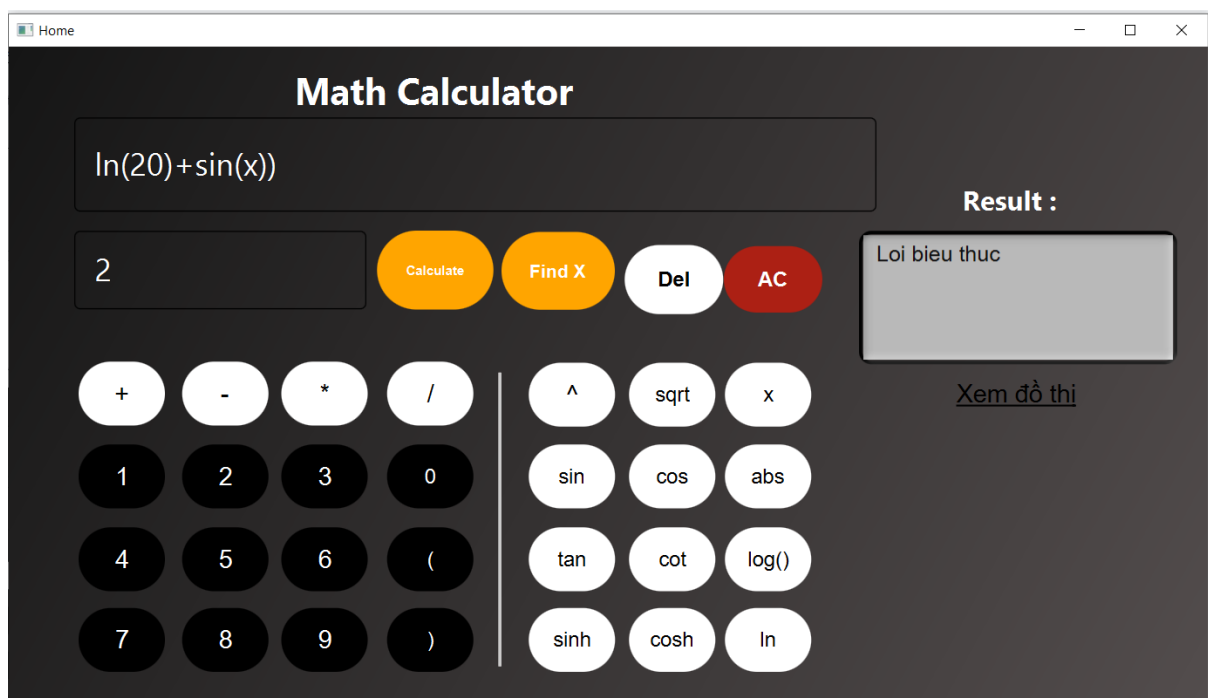 Home
Math Calculator
ln(20)+sin(x))
Result :
2
Calculate
Find X
Del
AC
Loi bieu thuc
Xem đồ thi
+ - * /
1 2 3 0
4 5 6 (
7 8 9 )
^ sqrt x
sin cos abs
tan cot log()
sinh cosh ln